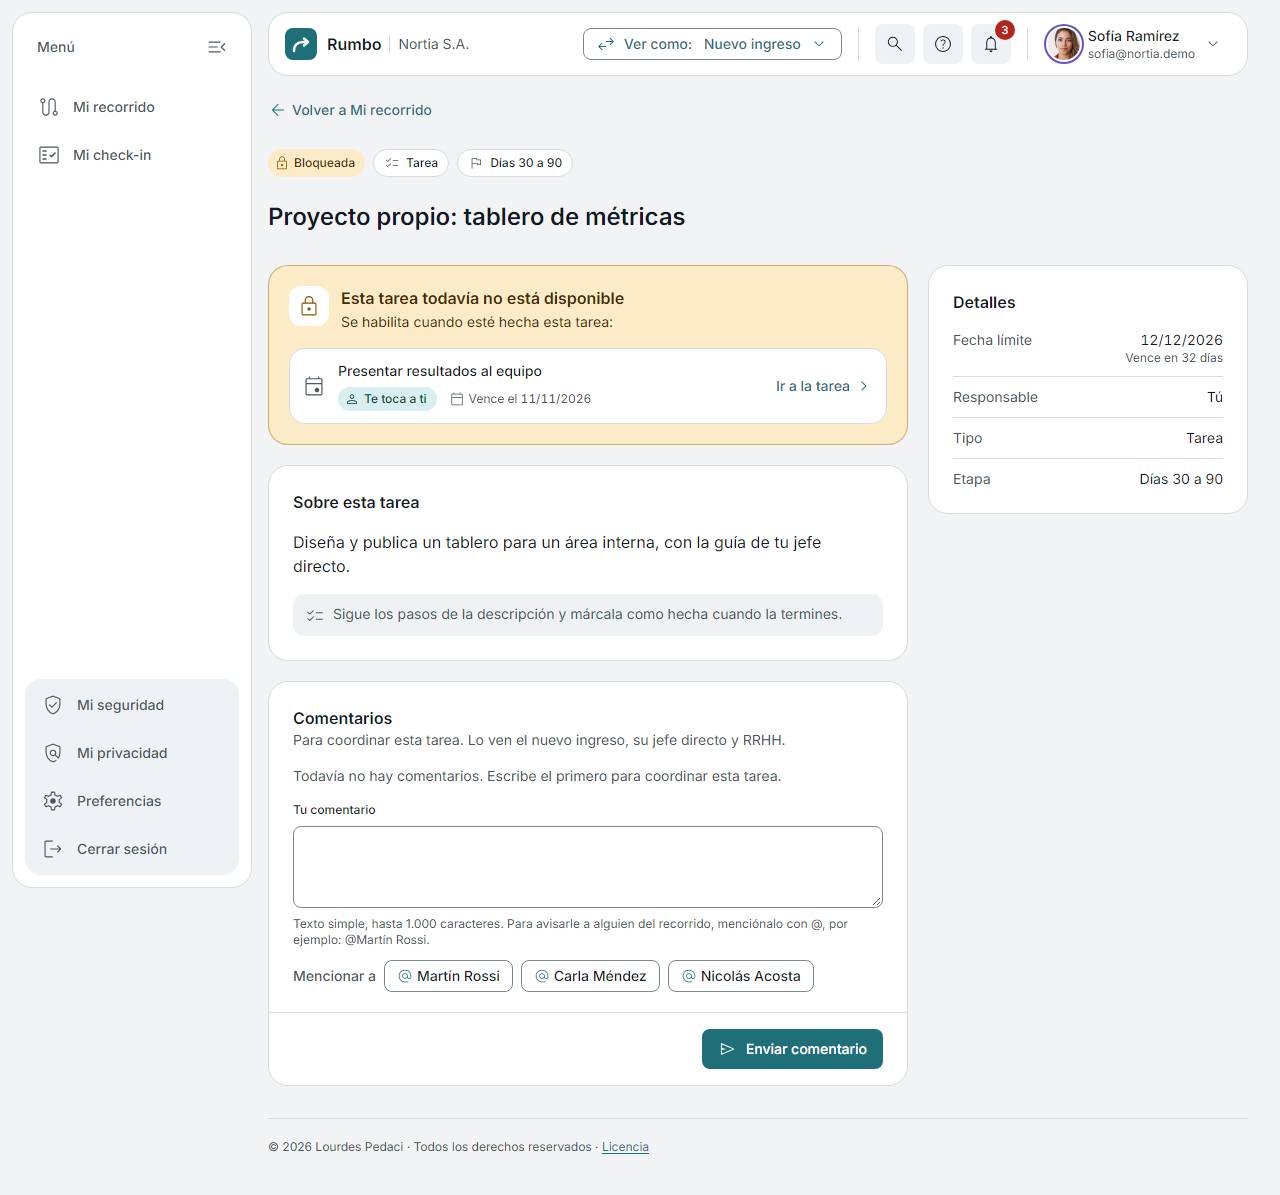 Menú
Mi recorrido
Mi check-in
Mi seguridad
Mi privacidad
Preferencias
Cerrar sesión
Rumbo
Nortia S.A.
Ver como: Nuevo ingreso
3
Sofía Ramírez
sofia@nortia.demo
Volver a Mi recorrido
Bloqueada
Tarea
Días 30 a 90
Proyecto propio: tablero de métricas
Esta tarea todavía no está disponible
Se habilita cuando esté hecha esta tarea:
Presentar resultados al equipo
Te toca a ti
Vence el 11/11/2026
Ir a la tarea
Sobre esta tarea
Diseña y publica un tablero para un área interna, con la guía de tu jefe
directo.
Sigue los pasos de la descripción y márcala como hecha cuando la termines.
Comentarios
Para coordinar esta tarea. Lo ven el nuevo ingreso, su jefe directo y RRHH.
Todavía no hay comentarios. Escribe el primero para coordinar esta tarea.
Tu comentario
Texto simple, hasta 1.000 caracteres. Para avisarle a alguien del recorrido, menciónalo con @, por
ejemplo: @Martín Rossi.
Mencionar a
@ Martín Rossi
@ Carla Méndez
@ Nicolás Acosta
Enviar comentario
Detalles
Fecha límite
12/12/2026
Vence en 32 días
Responsable
Tú
Tipo
Tarea
Etapa
Días 30 a 90
© 2026 Lourdes Pedaci · Todos los derechos reservados · Licencia